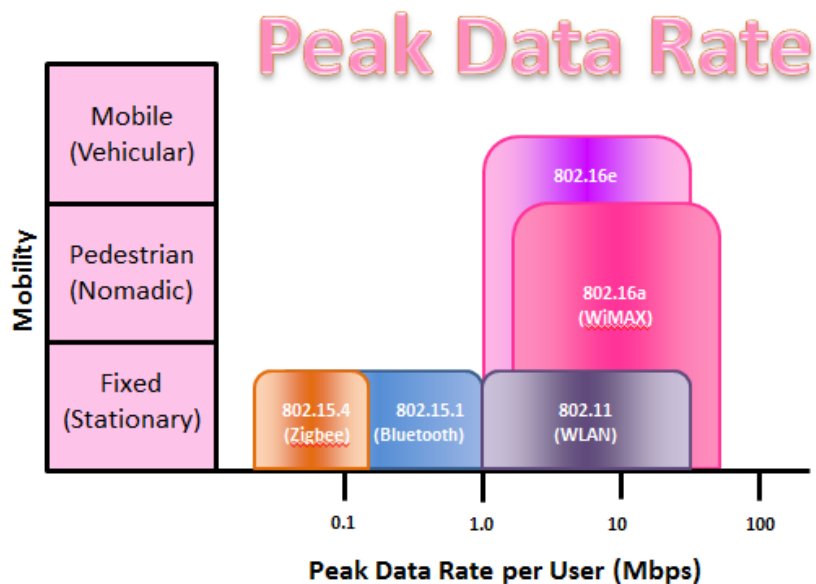 Peak Data Rate
Mobile
(Vehicular)
Pedestrian
(Nomadic)
Fixed
(Stationary)
Mobility
802.16e
802.16a
(WiMAX)
802.15.4
(Zigbee)
802.15.1
(Bluetooth)
802.11
(WLAN)
0.1
1.0
10
100
Peak Data Rate per User (Mbps)